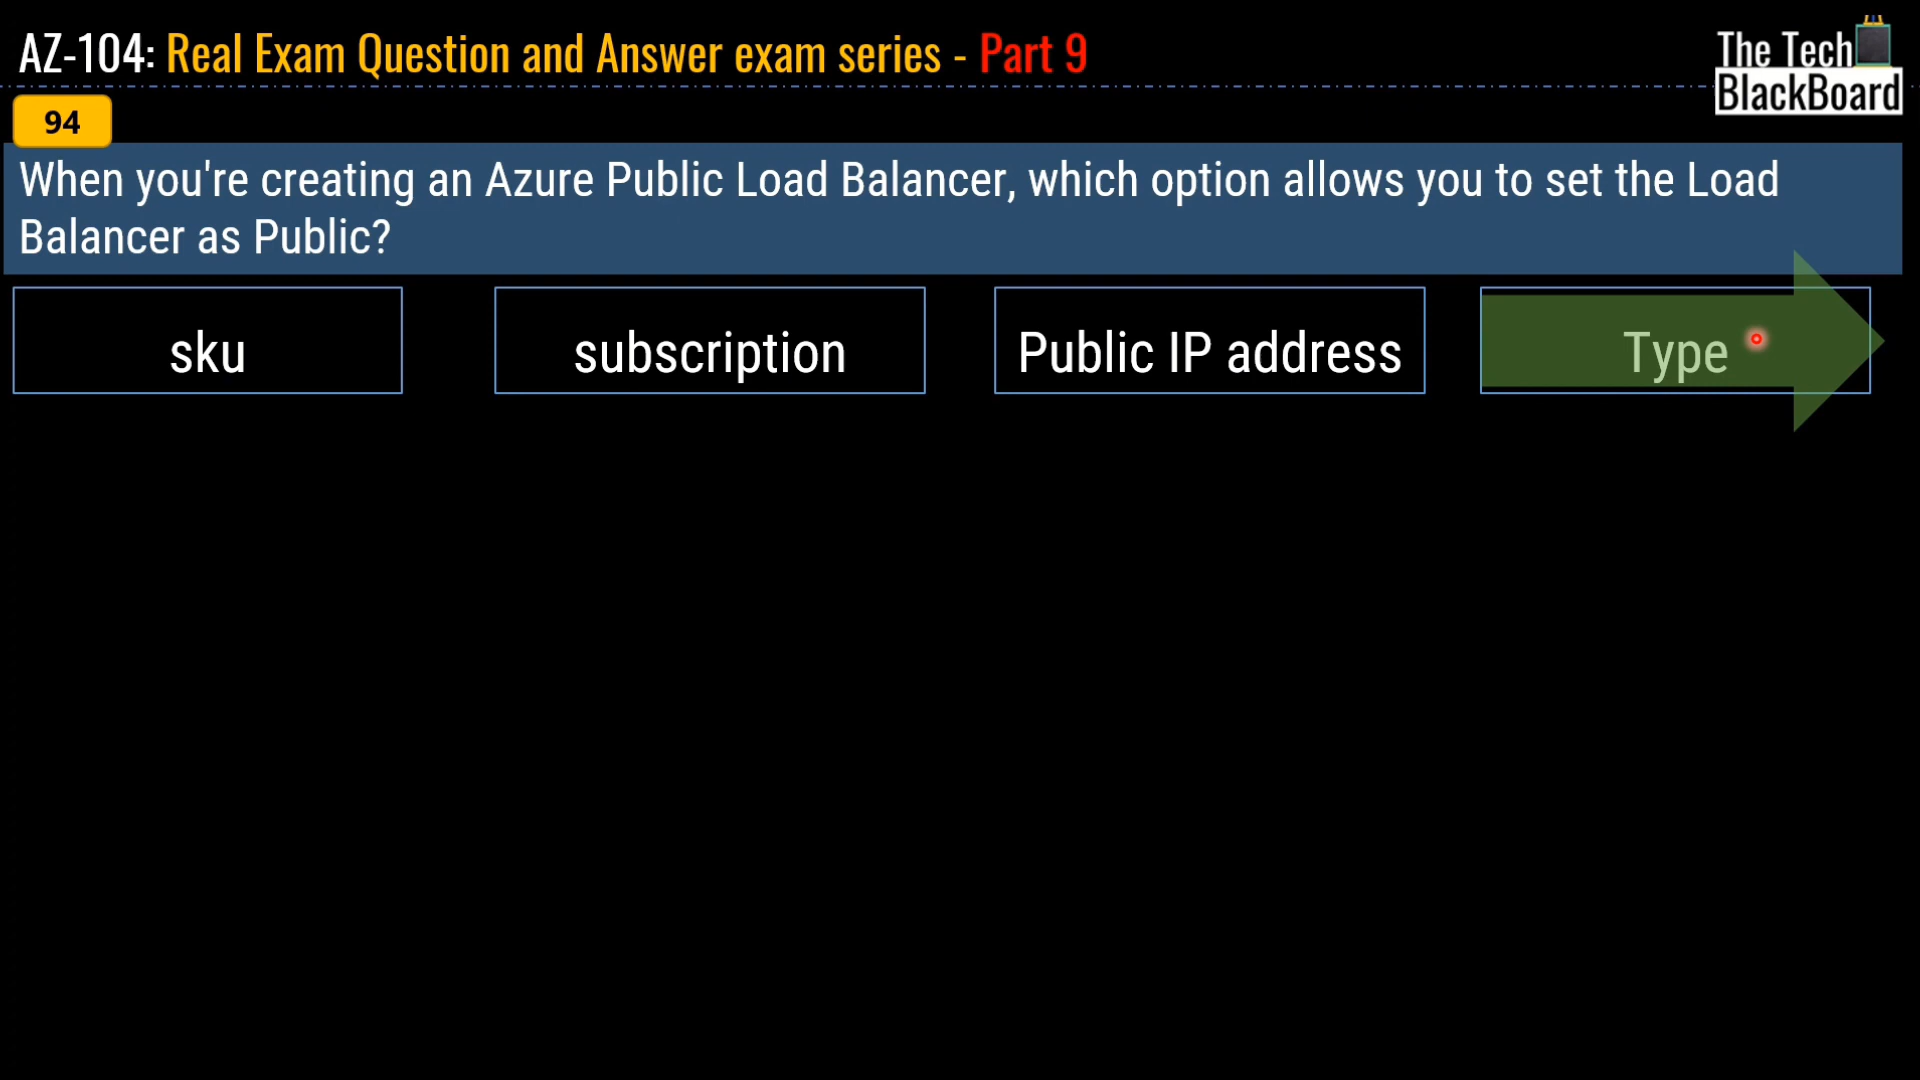 AZ-104: Real Exam Question and Answer exam series - Part 9
The Tech
BlackBoard
94
When you're creating an Azure Public Load Balancer, which option allows you to set the Load
Balancer as Public?
sku
subscription
Public IP address
Type